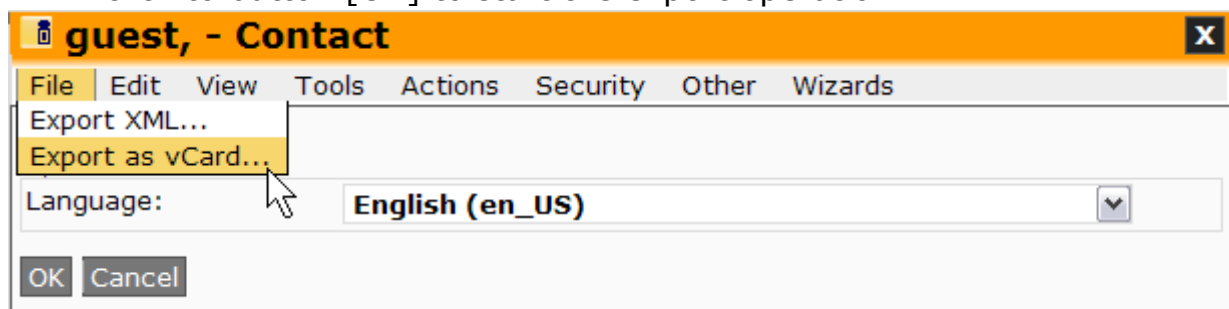 guest, - Contact X
File Edit View Tools Actions Security Other Wizards
Export XML...
Export as vCard...
Language: English (en_US)
OK Cancel